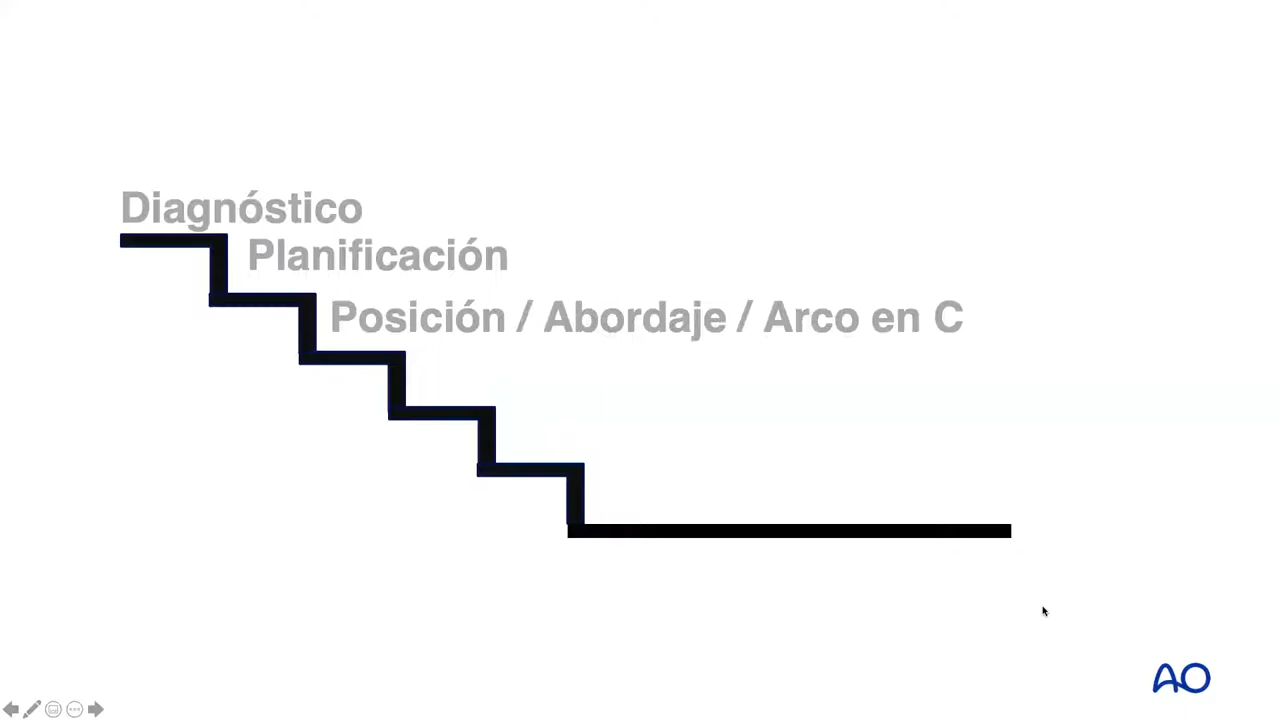 Diagnóstico
Planificación
Posición / Abordaje / Arco en C
AO